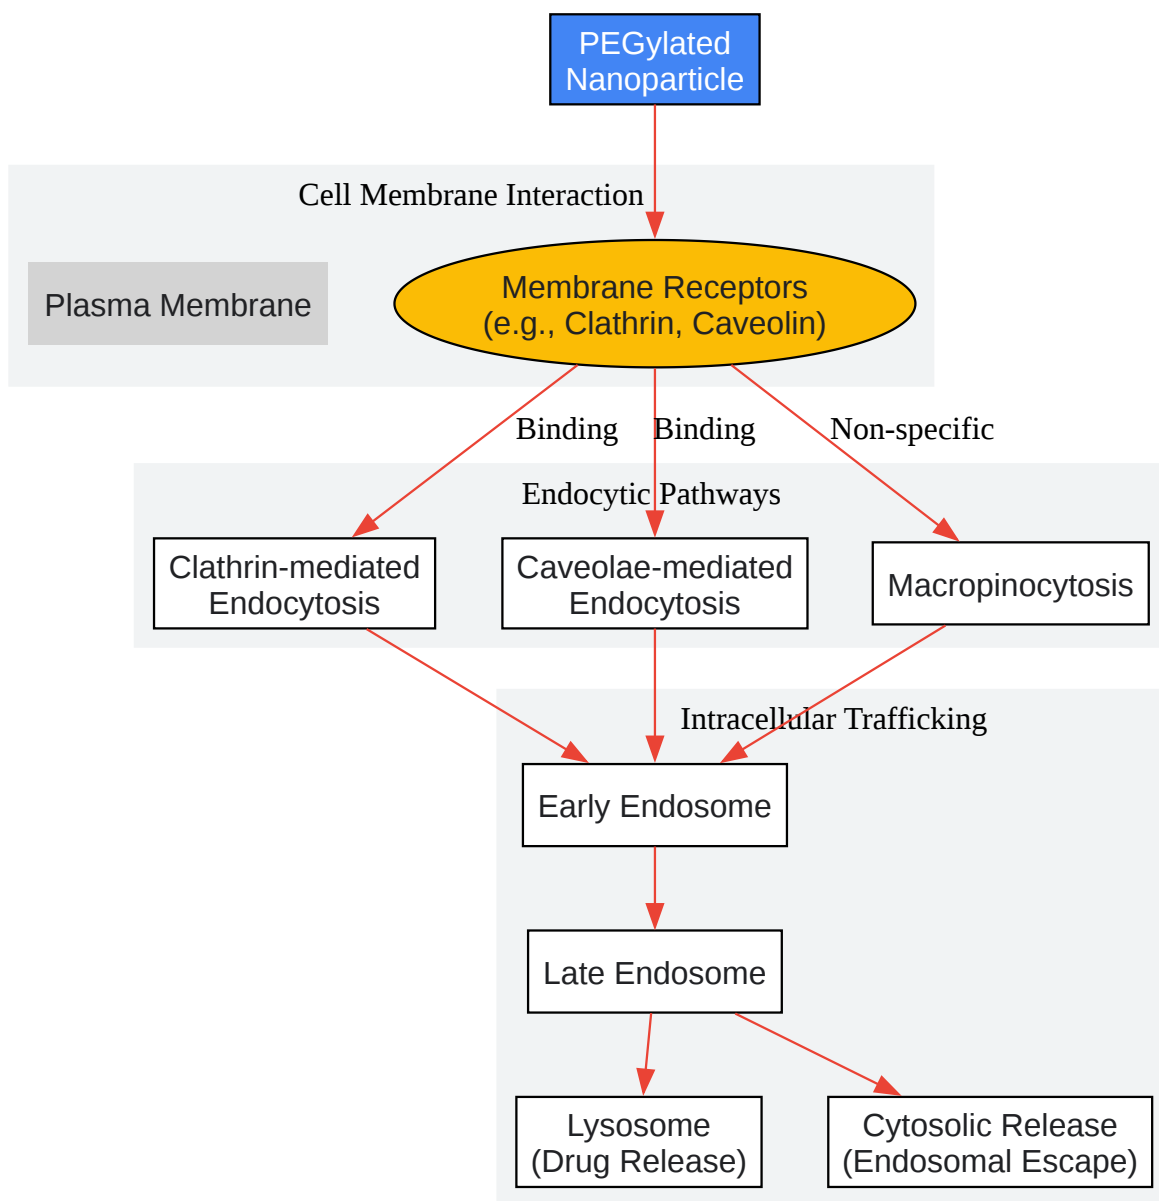 PEGylated
Nanoparticle
Cell Membrane Interaction
Plasma Membrane
Membrane Receptors
(e.g., Clathrin, Caveolin)
Binding
Binding
Non-specific
Endocytic Pathways
Clathrin-mediated
Endocytosis
Caveolae-mediated
Endocytosis
Macropinocytosis
Intracellular Trafficking
Early Endosome
Late Endosome
Lysosome
(Drug Release)
Cytosolic Release
(Endosomal Escape)